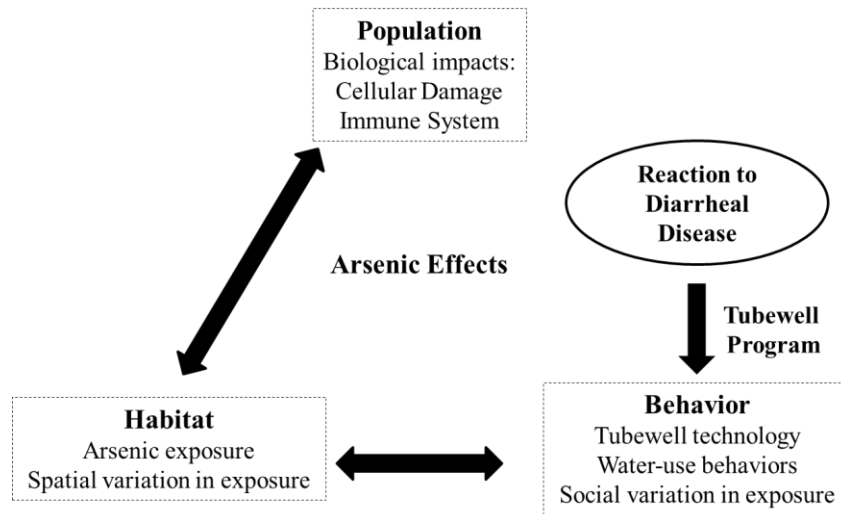 Population
Biological impacts:
Cellular Damage
Immune System
Reaction to
Diarrheal
Disease
Arsenic Effects
Tubewell
Program
Habitat
Arsenic exposure
Spatial variation in exposure
Behavior
Tubewell technology
Water-use behaviors
Social variation in exposure